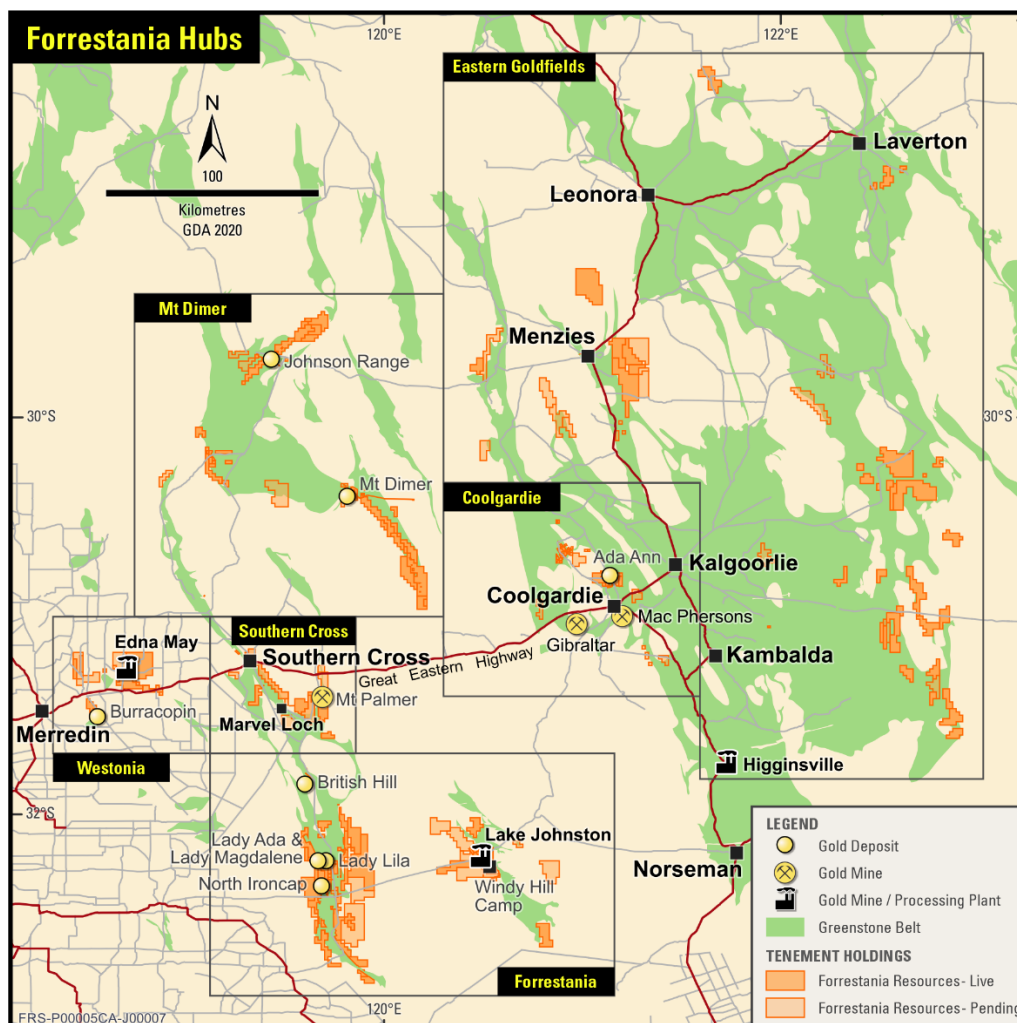 Forrestania Hubs
120°E
122°E
Eastern Goldfields
N
100
Kilometres
GDA 2020
Laverton
Leonora
Mt Dimer
Menzies
Johnson Range
30°S
30°S
Mt Dimer
Coolgardie
Ada Ann
Kalgoorlie
Coolgardie
Mac Phersons
Gibraltar
Southern Cross
Edna May
Southern Cross
Great Eastern Highway
Kambalda
Mt Palmer
Burracopin
Marvel Loch
Merredin
Westonia
Higginsville
British Hill
32°S
Lady Ada &
Lady Magdalene
Lady Lila
North Ironcap
Lake Johnston
Windy Hill
Camp
Norseman
Forrestania
120°E
FRS-P00005CA-J00007
LEGEND
Gold Deposit
Gold Mine
Gold Mine / Processing Plant
Greenstone Belt
TENEMENT HOLDINGS
Forrestania Resources- Live
Forrestania Resources- Pending